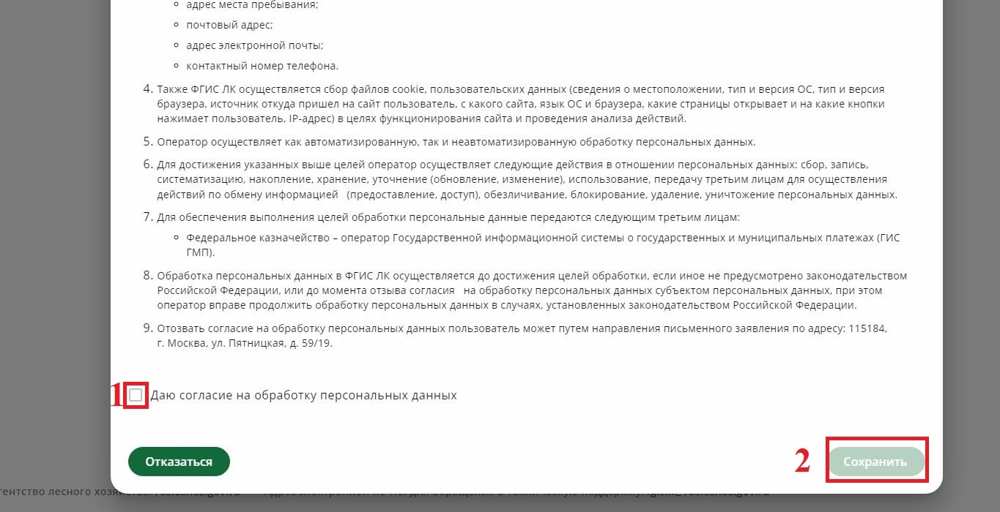 адрес места пребывания;
почтовый адрес;
адрес электронной почты;
контактный номер телефона.
4. Также ФГИС ЛК осуществляется сбор файлов cookie, пользовательских данных (сведения о местоположении, тип и версия ОС, тип и версия
браузера, источник откуда пришел на сайт пользователь, с какого сайта, язык ОС и браузера, какие страницы открывает и на какие кнопки
нажимает пользователь, IP-адрес) в целях функционирования сайта и проведения анализа действий.
5. Оператор осуществляет как автоматизированную, так и неавтоматизированную обработку персональных данных.
6. Для достижения указанных выше целей оператор осуществляет следующие действия в отношении персональных данных: сбор, запись,
систематизацию, накопление, хранение, уточнение (обновление, изменение), использование, передачу третьим лицам для осуществления
действий по обмену информацией (предоставление, доступ), обезличивание, блокирование, удаление, уничтожение персональных данных.
7. Для обеспечения выполнения целей обработки персональные данные передаются следующим третьим лицам:
Федеральное казначейство – оператор Государственной информационной системы о государственных и муниципальных платежах (ГИС
ГМП).
8. Обработка персональных данных в ФГИС ЛК осуществляется до достижения целей обработки, если иное не предусмотрено законодательством
Российской Федерации, или до момента отзыва согласия на обработку персональных данных субъектом персональных данных, при этом
оператор вправе продолжить обработку персональных данных в случаях, установленных законодательством Российской Федерации.
9. Отозвать согласие на обработку персональных данных пользователь может путем направления письменного заявления по адресу: 115184,
г. Москва, ул. Пятницкая, д. 59/19.
1 Даю согласие на обработку персональных данных
Отказаться 2 Сохранить
лесного